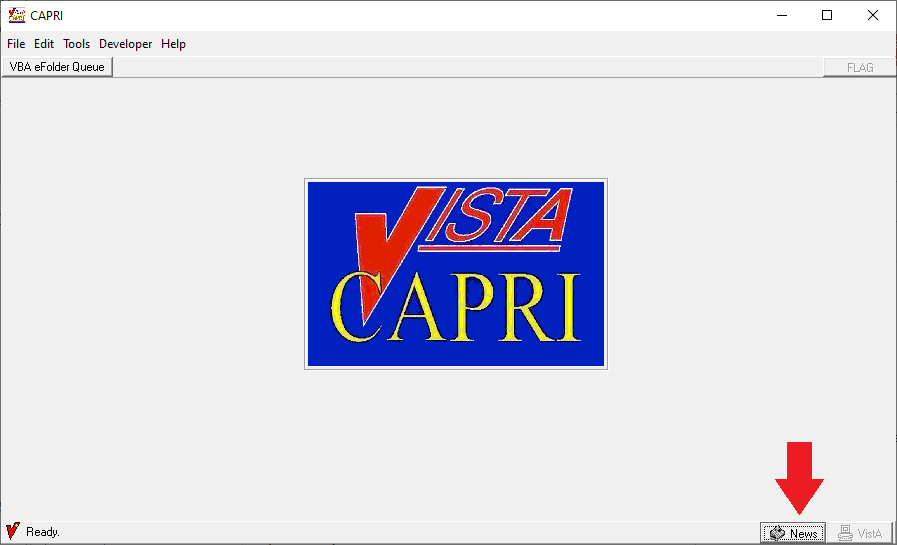 CAPRI
File Edit Tools Developer Help
VBA eFolder Queue FLAG
VISTA
CAPRI
Ready. News VistA